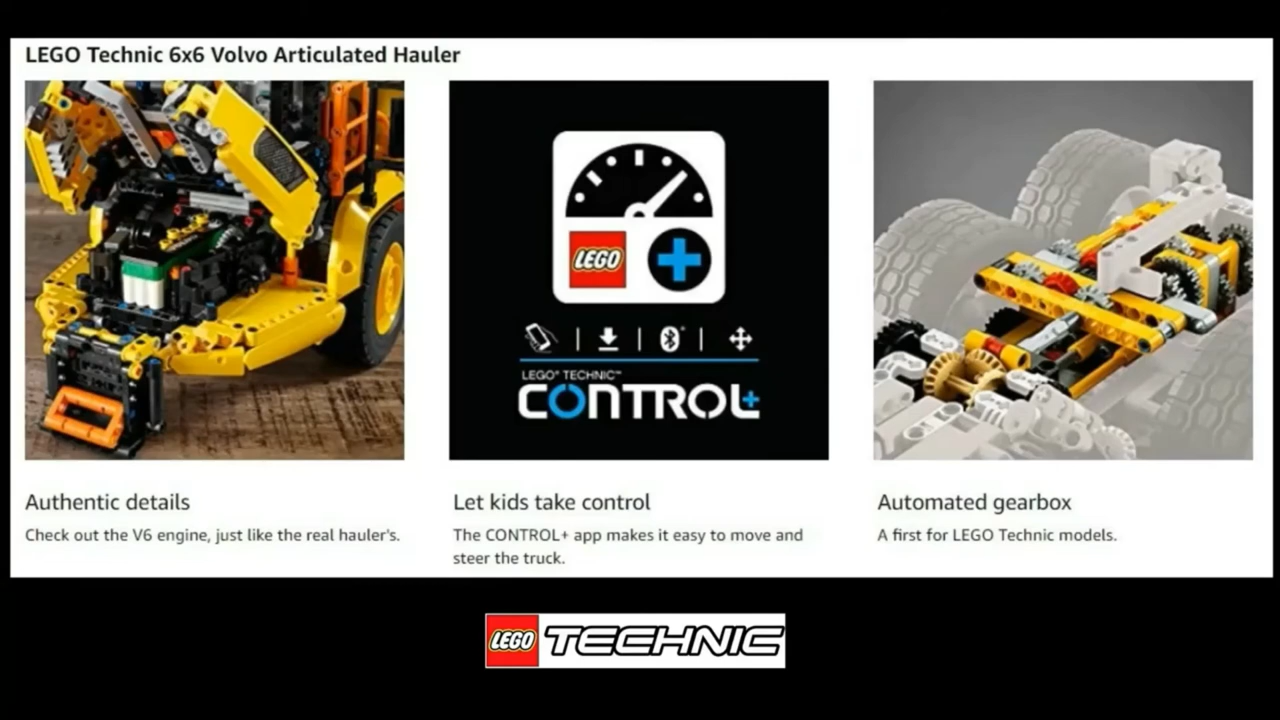 LEGO Technic 6x6 Volvo Articulated Hauler
LEGO
LEGO® TECHNIC™
CONTROL+
Authentic details
Check out the V6 engine, just like the real hauler's.
Let kids take control
The CONTROL+ app makes it easy to move and
steer the truck.
Automated gearbox
A first for LEGO Technic models.
LEGO TECHNIC